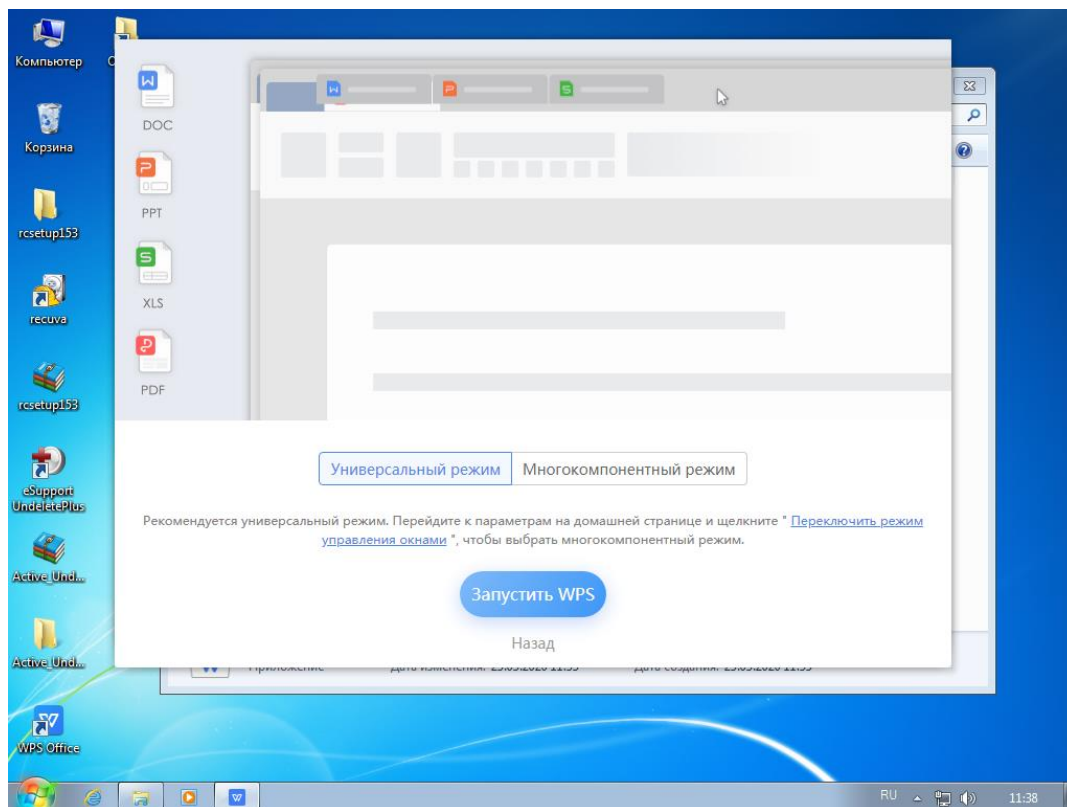 Компьютер
Корзина
rcsetup153
recuva
rcsetup153
eSupport
UndeletePlus
Active_Und...
Active_Und...
WPS Office
DOC
PPT
XLS
PDF
Универсальный режим
Многокомпонентный режим
Рекомендуется универсальный режим. Перейдите к параметрам на домашней странице и щелкните " Переключить режим
управления окнами ", чтобы выбрать многокомпонентный режим.
Запустить WPS
Назад
RU
11:38